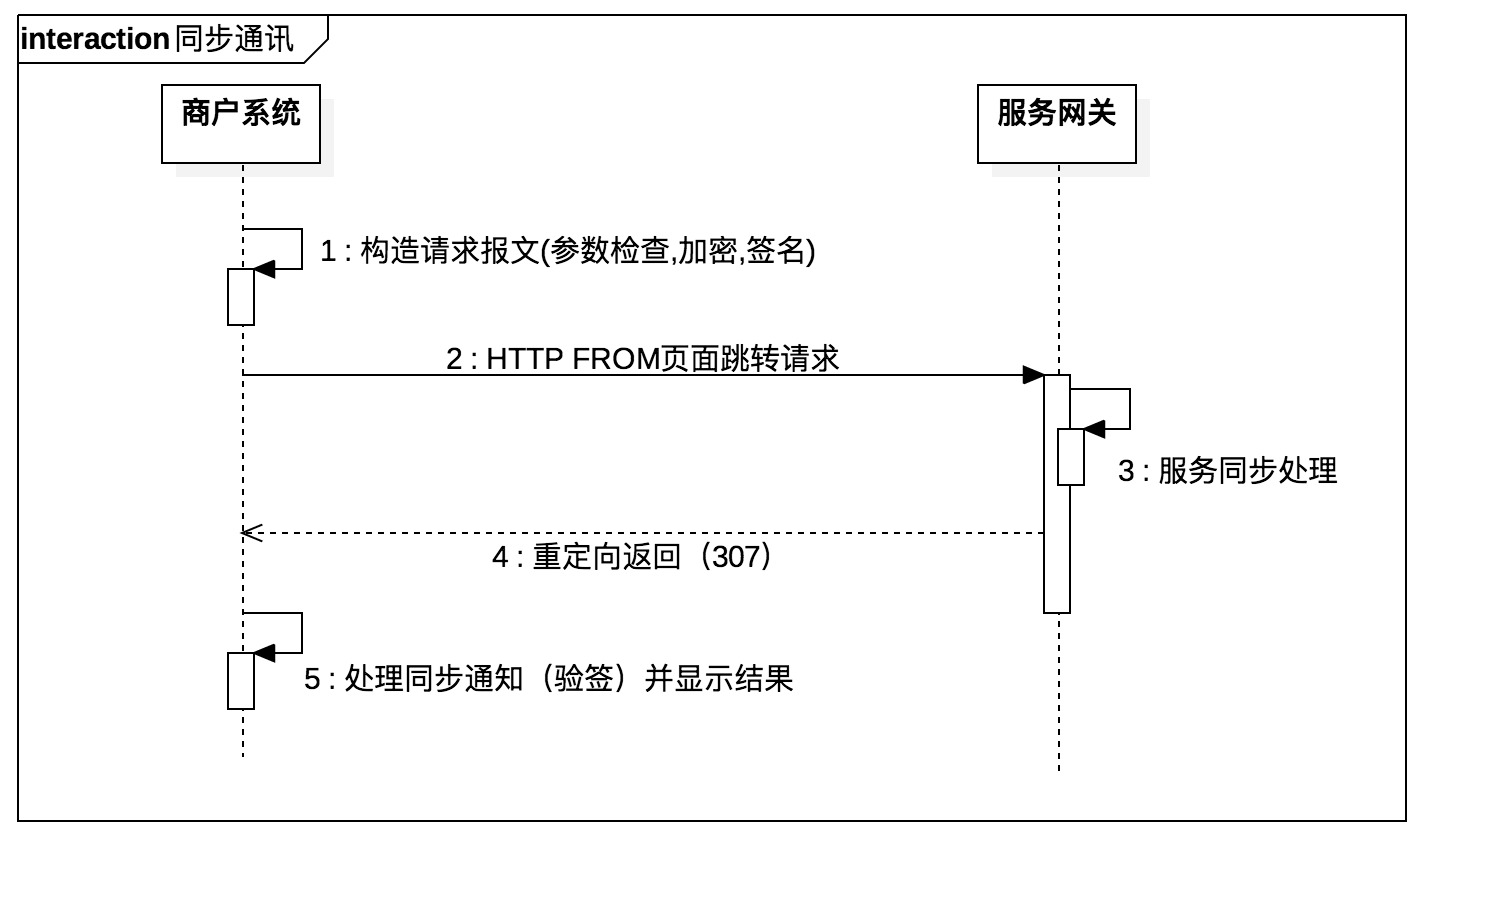 interaction 同步通讯
商户系统
服务网关
1 : 构造请求报文(参数检查,加密,签名)
2 : HTTP FROM页面跳转请求
3 : 服务同步处理
4 : 重定向返回（307）
5 : 处理同步通知（验签）并显示结果